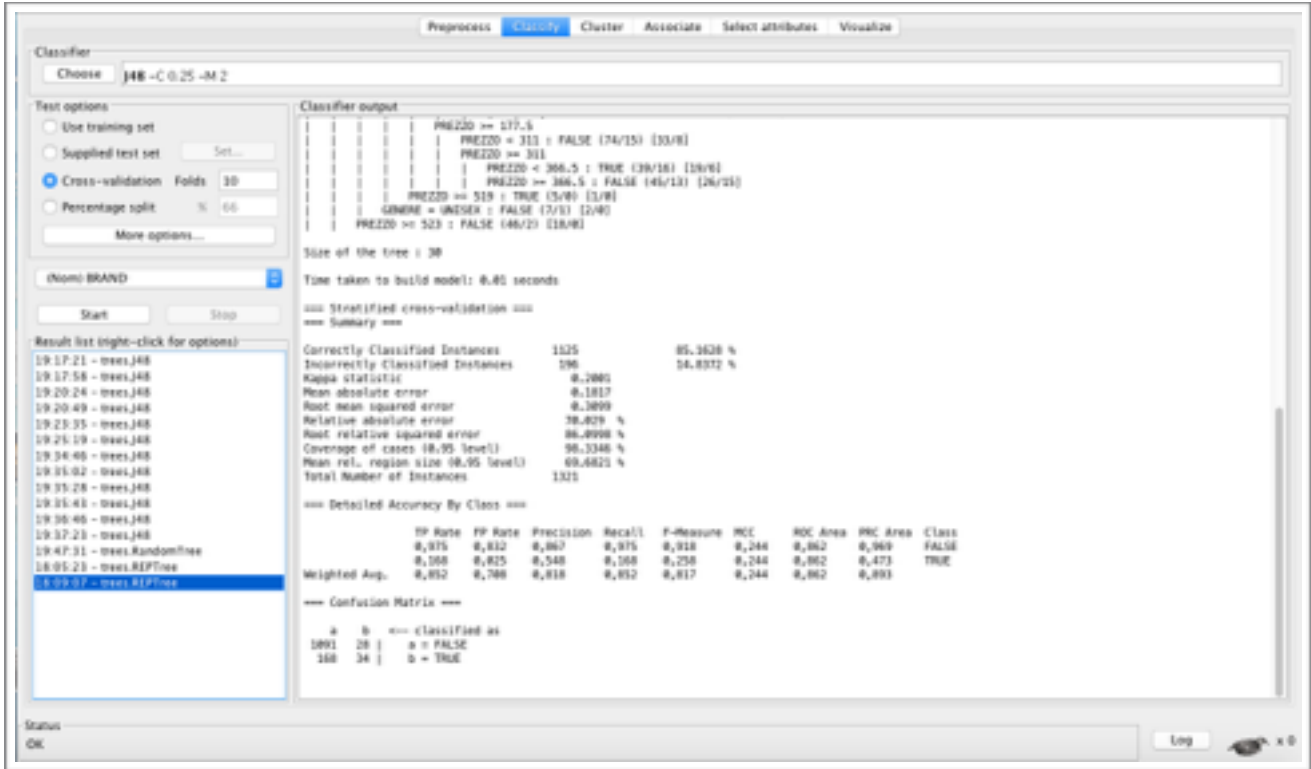 Preprocess Classify Cluster Associate Select attributes Visualize
Classifier
Choose J48 -C 0.25 -M 2
Test options
Use training set
Supplied test set Set...
Cross-validation Folds 10
Percentage split % 66
More options...
(Nom) BRAND
Start Stop
Result list (right-click for options)
19:17:21 - trees.J48
19:17:58 - trees.J48
19:20:24 - trees.J48
19:20:49 - trees.J48
19:23:35 - trees.J48
19:25:19 - trees.J48
19:34:46 - trees.J48
19:35:02 - trees.J48
19:35:28 - trees.J48
19:35:43 - trees.J48
19:36:46 - trees.J48
19:37:23 - trees.J48
19:47:31 - trees.RandomTree
18:05:23 - trees.REPTree
18:09:07 - trees.REPTree
Classifier output
| | | | | PREZZO >= 177.5
| | | | | | PREZZO < 311 : FALSE (74/15) [33/8]
| | | | | | PREZZO >= 311
| | | | | | | PREZZO < 366.5 : TRUE (39/16) [19/6]
| | | | | | | PREZZO >= 366.5 : FALSE (45/13) [26/15]
| | | | PREZZO >= 519 : TRUE (5/0) [1/0]
| | | GENERE = UNISEX : FALSE (7/1) [2/0]
| | PREZZO >= 523 : FALSE (46/2) [18/0]
Size of the tree : 30
Time taken to build model: 0.01 seconds
=== Stratified cross-validation ===
=== Summary ===
Correctly Classified Instances 1125 85.1628 %
Incorrectly Classified Instances 196 14.8372 %
Kappa statistic 0.2001
Mean absolute error 0.1817
Root mean squared error 0.3099
Relative absolute error 70.029 %
Root relative squared error 86.0998 %
Coverage of cases (0.95 level) 98.3346 %
Mean rel. region size (0.95 level) 69.6821 %
Total Number of Instances 1321
=== Detailed Accuracy By Class ===
TP Rate FP Rate Precision Recall F-Measure MCC ROC Area PRC Area Class
0,975 0,832 0,867 0,975 0,918 0,244 0,862 0,969 FALSE
0,168 0,025 0,548 0,168 0,258 0,244 0,862 0,473 TRUE
Weighted Avg. 0,852 0,708 0,818 0,852 0,817 0,244 0,862 0,893
=== Confusion Matrix ===
a b <-- classified as
1091 28 | a = FALSE
168 34 | b = TRUE
Status
OK
Log x 0